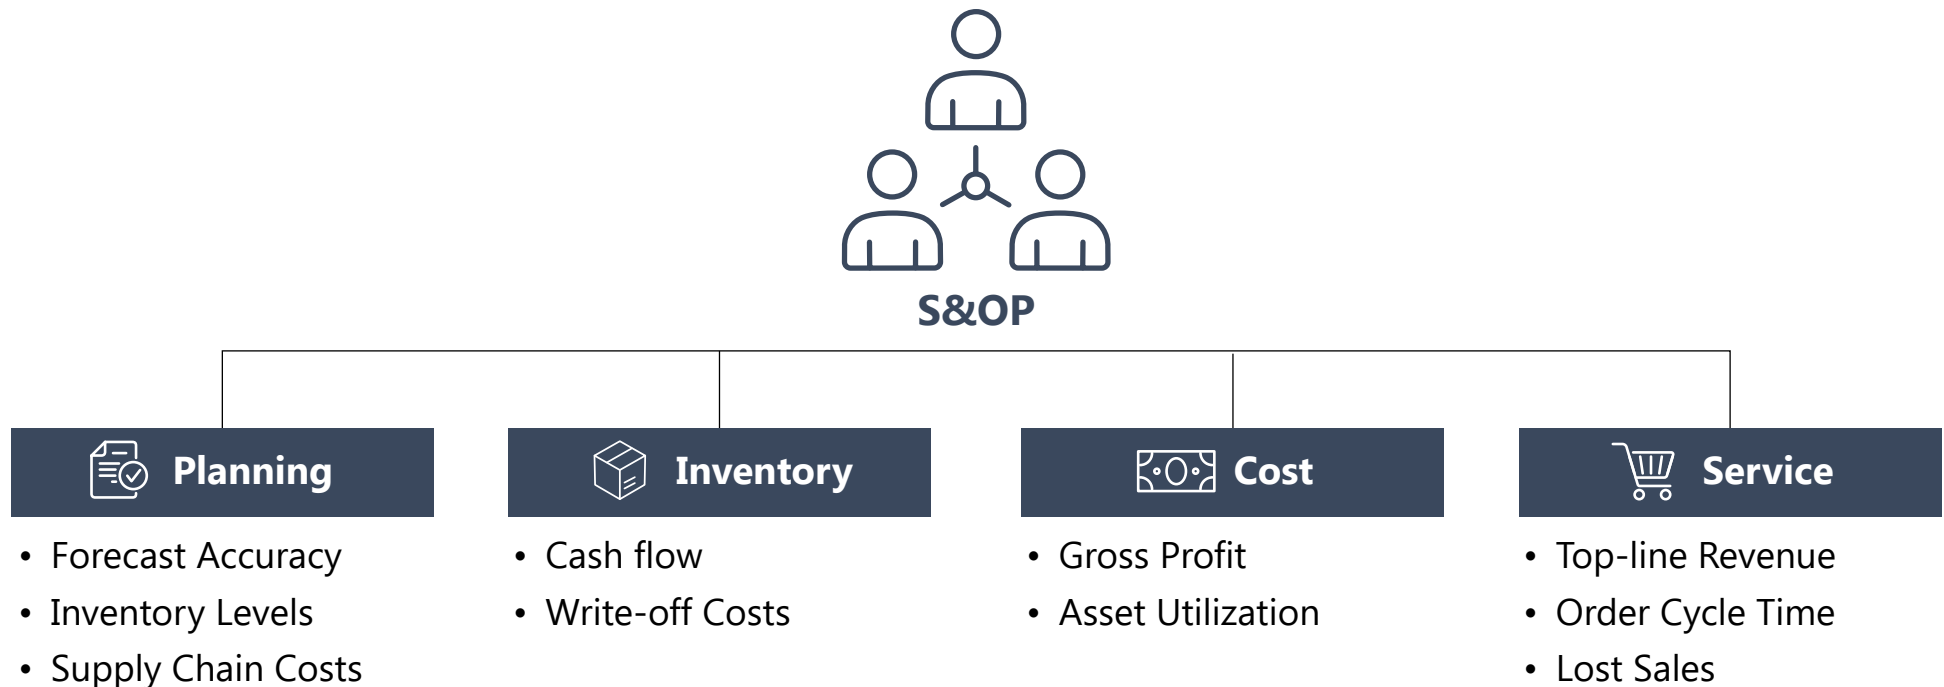 S&OP
Planning
• Forecast Accuracy
• Inventory Levels
• Supply Chain Costs
Inventory
• Cash flow
• Write-off Costs
Cost
• Gross Profit
• Asset Utilization
Service
• Top-line Revenue
• Order Cycle Time
• Lost Sales